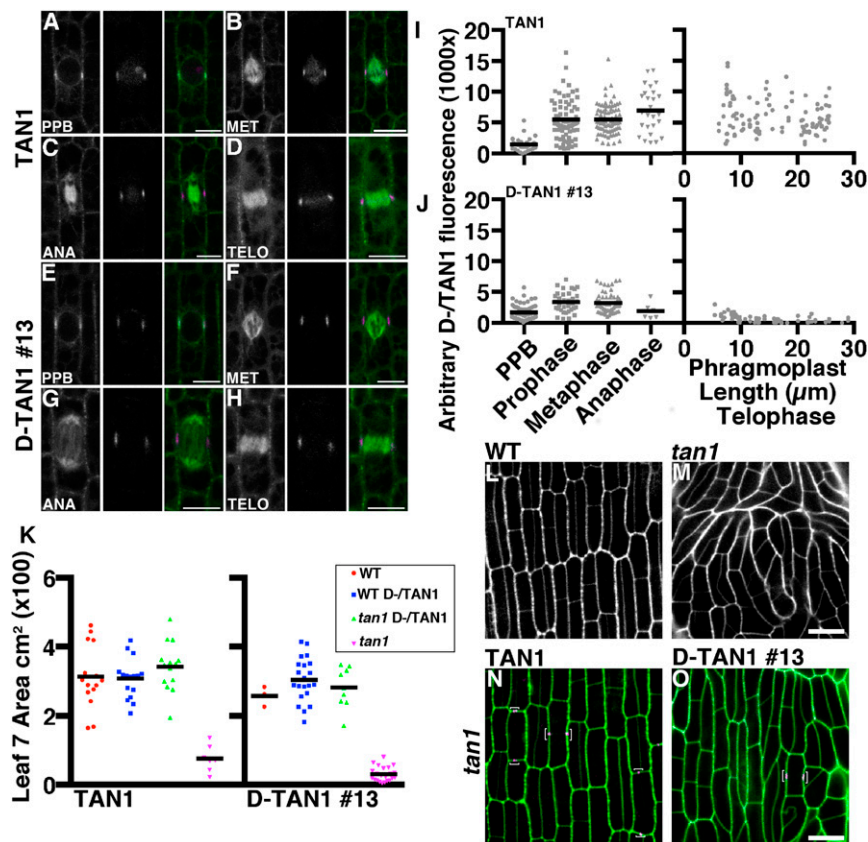 A
B
PPB
MET
TAN1
C
D
ANA
TELO
E
F
PPB
MET
D-TAN1 #13
G
H
ANA
TELO
I
TAN1
20
15
10
5
0
0 10 20 30
J
D-TAN1 #13
20
15
10
5
0
0 10 20 30
Arbitrary D-/TAN1 fluorescence (1000x)
PPB
Prophase
Metaphase
Anaphase
Phragmoplast
Length (µm)
Telophase
K
Leaf 7 Area cm² (x100)
6
4
2
0
WT
WT D-/TAN1
tan1 D-/TAN1
tan1
TAN1
D-TAN1 #13
WT
tan1
L
M
TAN1
D-TAN1 #13
tan1
N
O